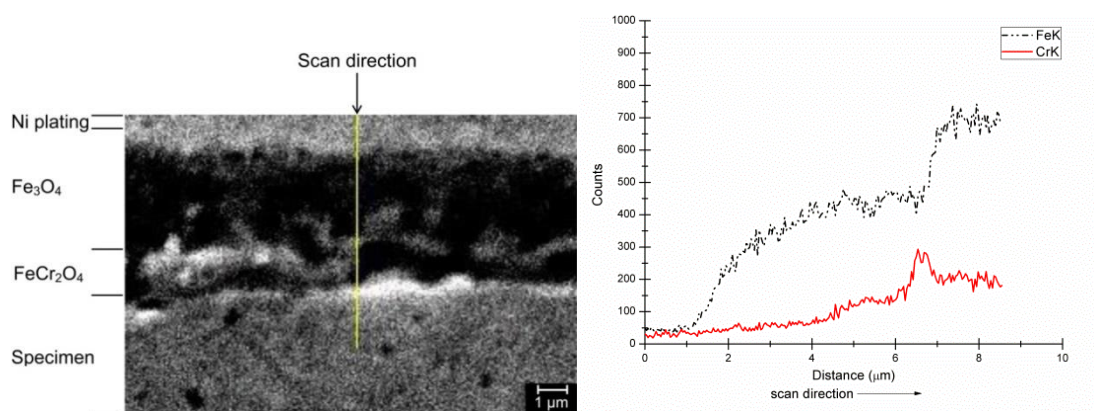 Scan direction
Ni plating
Fe₃O₄
FeCr₂O₄
Specimen
1 μm
1000
900
800
700
600
500
400
300
200
100
0
Counts
FeK
CrK
0 2 4 6 8 10
Distance (μm)
scan direction